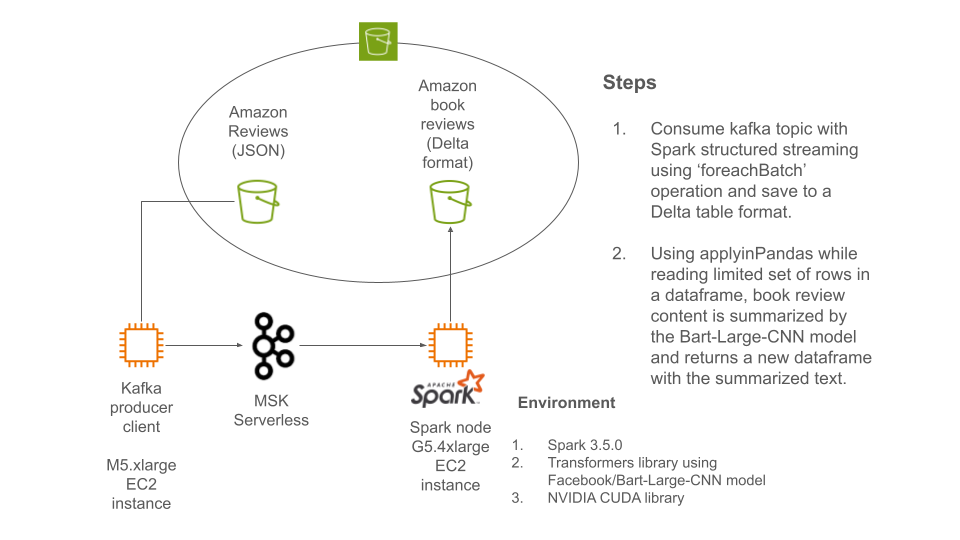 Amazon
Reviews
(JSON)
Amazon
book
reviews
(Delta
format)
Kafka
producer
client
M5.xlarge
EC2
instance
MSK
Serverless
APACHE
Spark
Spark node
G5.4xlarge
EC2
instance
Steps
1. Consume kafka topic with
Spark structured streaming
using ‘foreachBatch’
operation and save to a
Delta table format.
2. Using applyinPandas while
reading limited set of rows in
a dataframe, book review
content is summarized by
the Bart-Large-CNN model
and returns a new dataframe
with the summarized text.
Environment
1. Spark 3.5.0
2. Transformers library using
Facebook/Bart-Large-CNN model
3. NVIDIA CUDA library